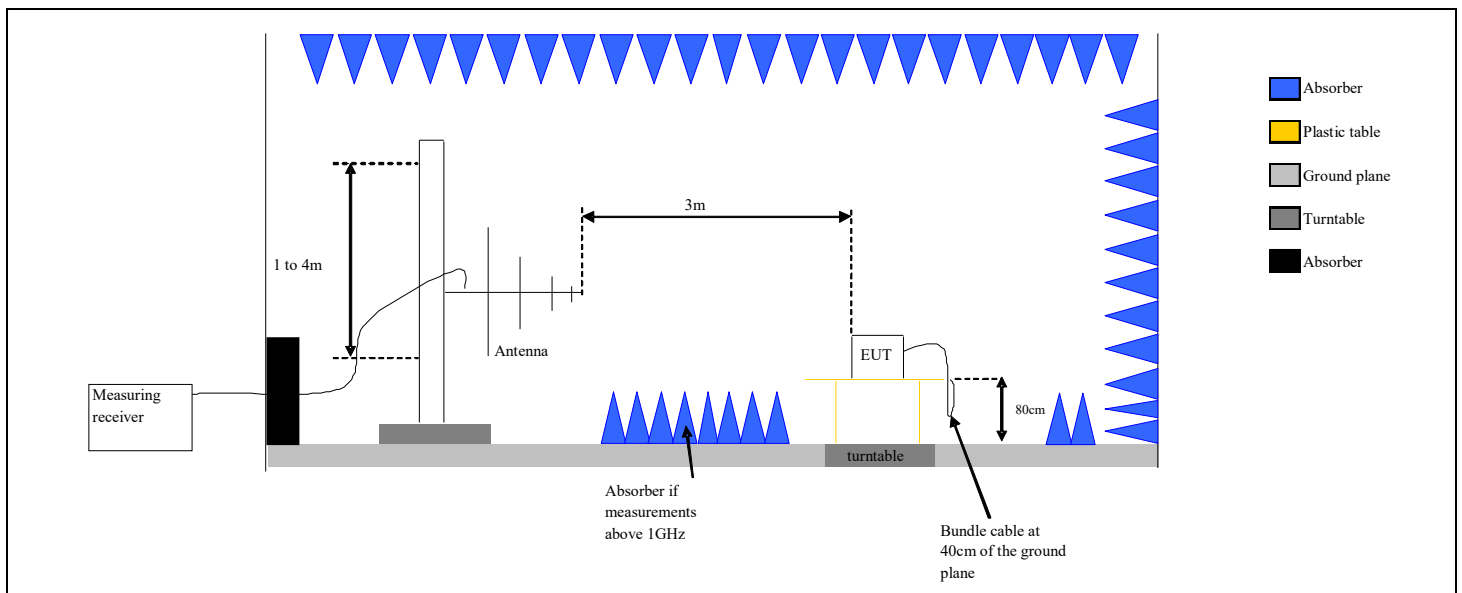 Absorber
Plastic table
Ground plane
Turntable
Absorber
3m
1 to 4m
Antenna
EUT
Measuring
receiver
80cm
turntable
Absorber if
measurements
above 1GHz
Bundle cable at
40cm of the ground
plane